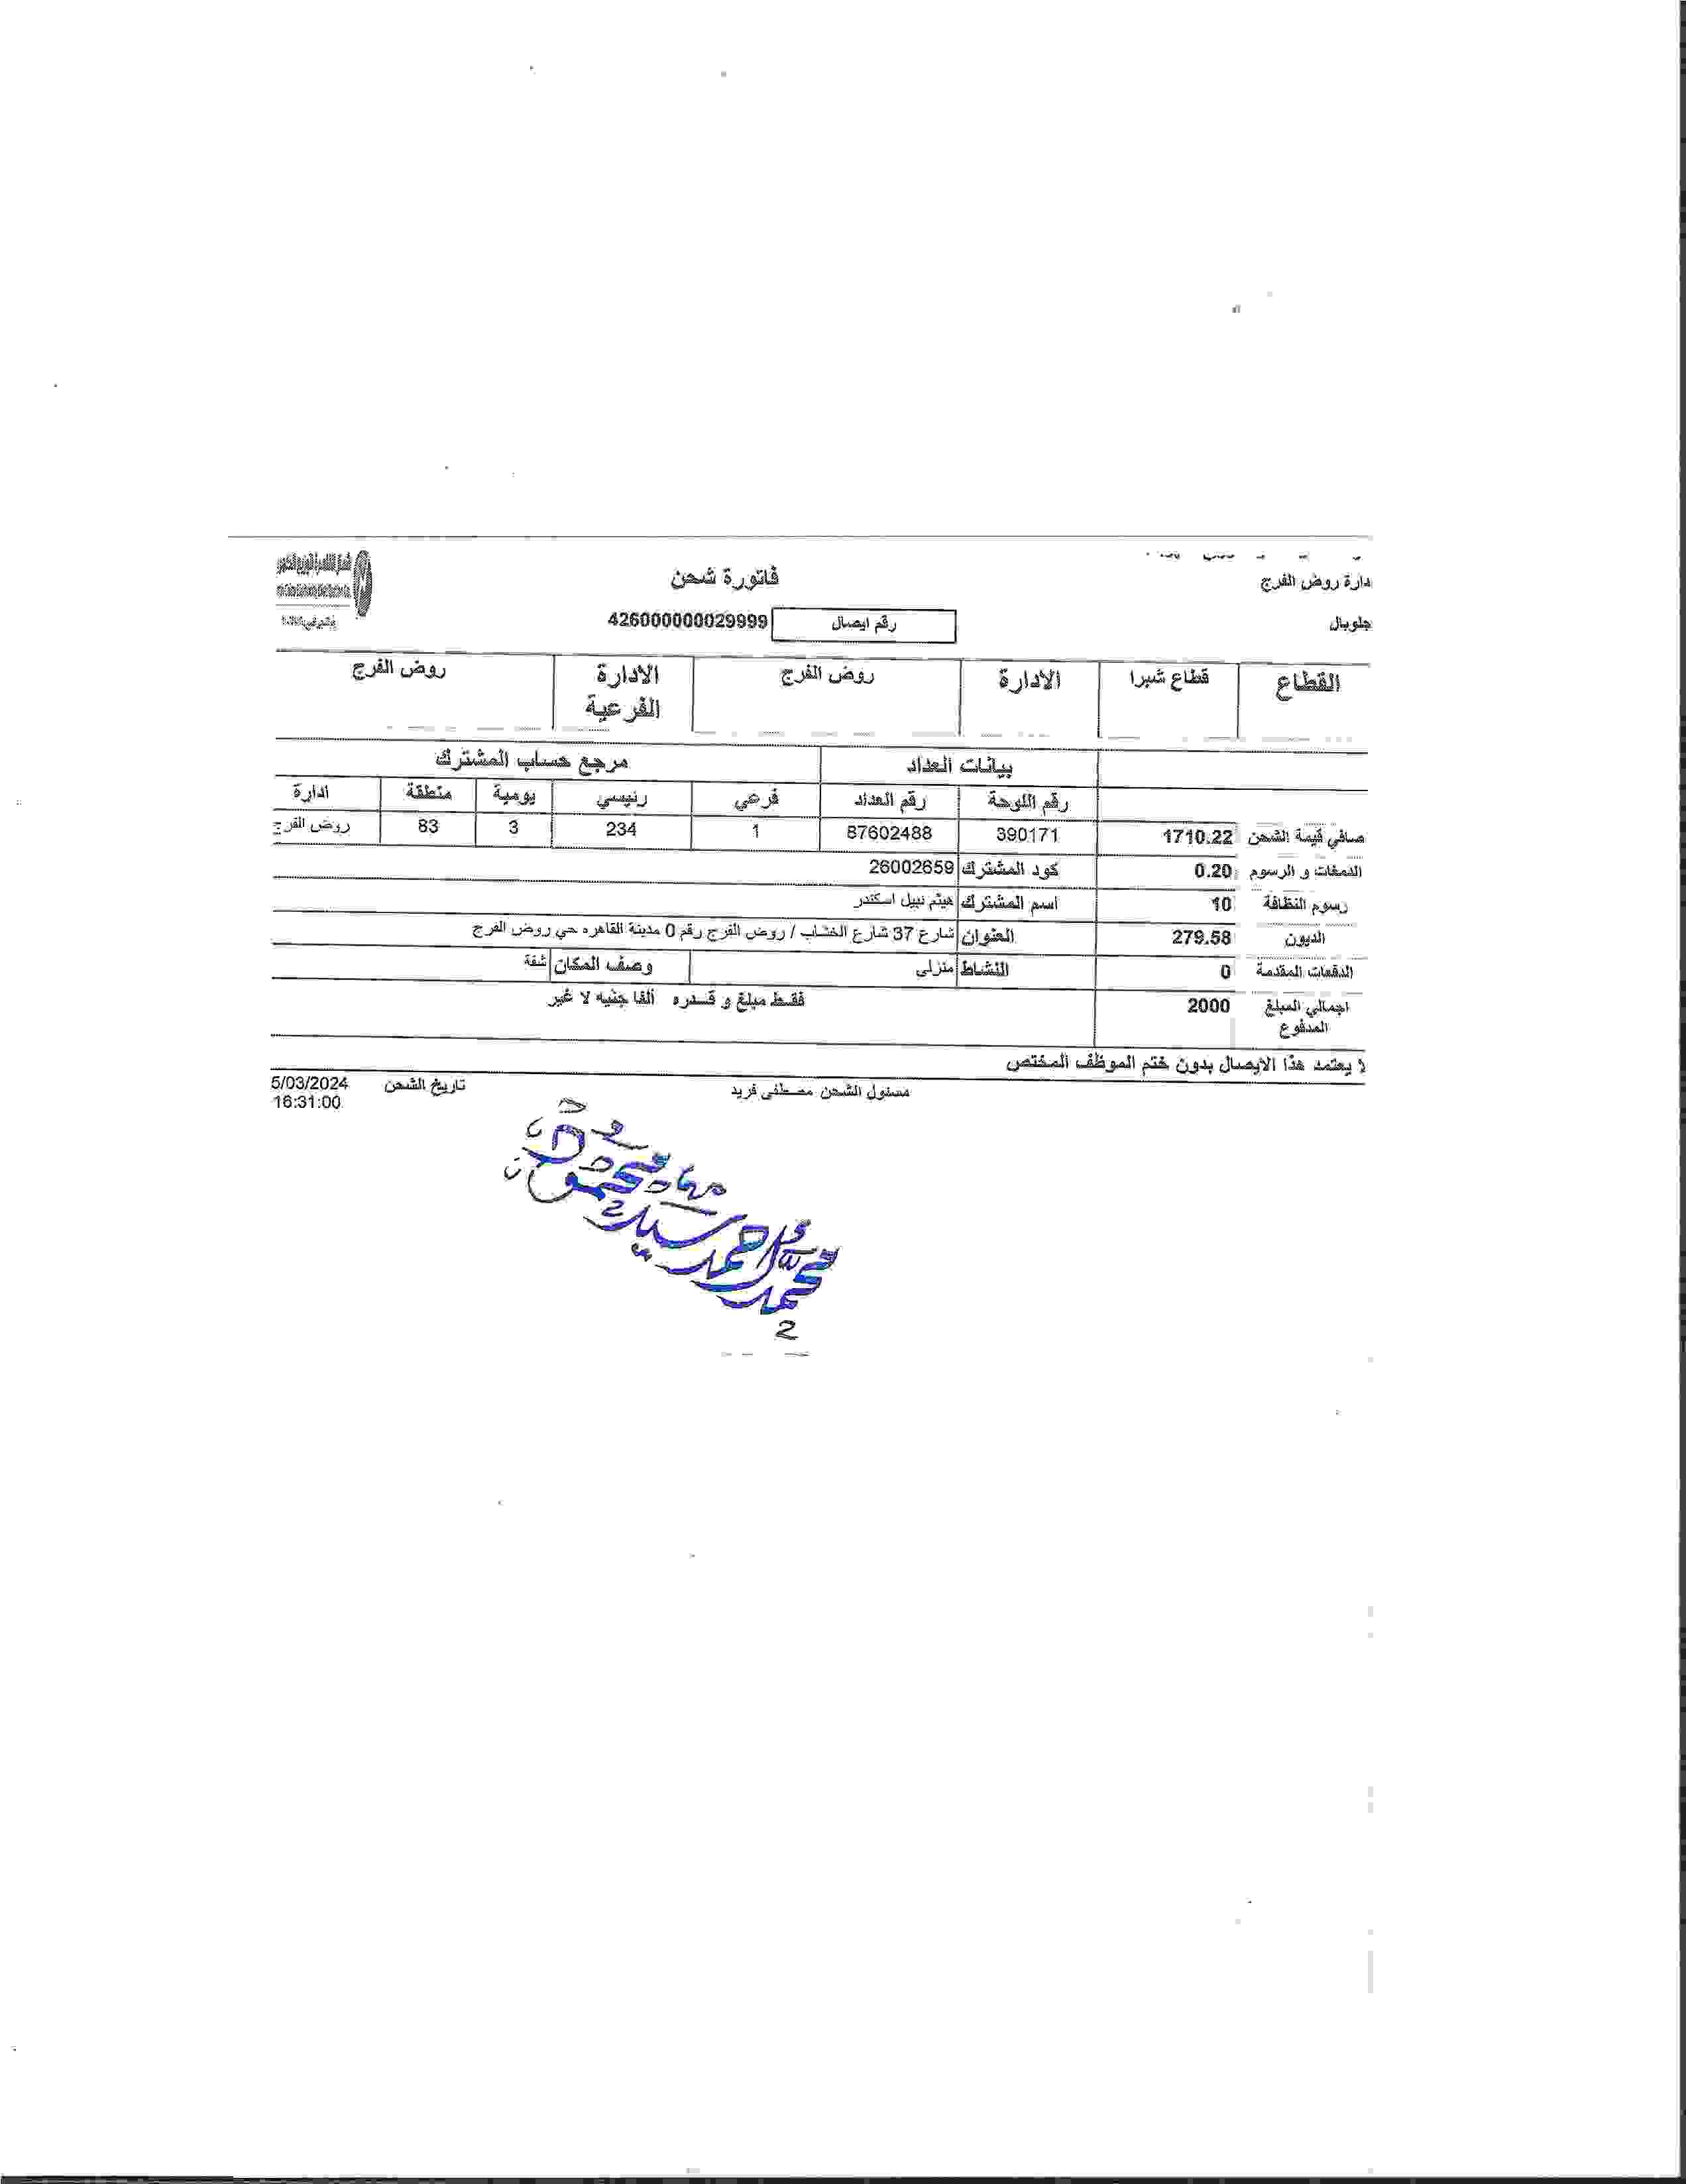 فاتورة شحن
دارة روض الفرج
رقم ايصال 426000000029999
جلوبال
القطاع قطاع شبرا الادارة روض الفرج الادارة الفرعية روض الفرج
بيانات العداد مرجع حساب المشترك
رقم اللوحة رقم العداد فرعي رئيسي يومية منطقة ادارة
صافي قيمة الشحن 1710.22 390171 87602488 1 234 3 83 روض الفرج
الدمغات و الرسوم 0.20 كود المشترك 26002659
رسوم النظافة 10 اسم المشترك هيثم نبيل اسكندر
الديون 279.58 العنوان شارع 37 شارع الخشاب / روض الفرج رقم 0 مدينة القاهره حي روض الفرج
الدفعات المقدمة 0 النشاط منزلى وصف المكان شقة
اجمالي المبلغ المدفوع 2000 فقط مبلغ و قدره ألفا جنيه لا غير
لا يعتمد هذا الايصال بدون ختم الموظف المختص
مسئول الشحن مصطفى فريد تاريخ الشحن 5/03/2024
16:31:00